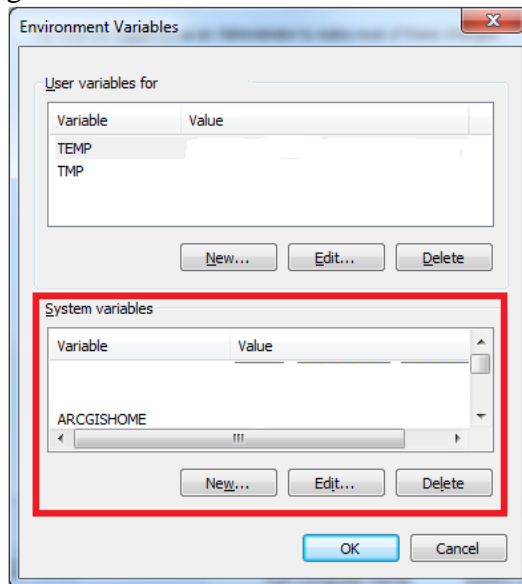 Environment Variables
User variables for
Variable Value
TEMP
TMP
New... Edit... Delete
System variables
Variable Value
ARCGISHOME
New... Edit... Delete
OK Cancel